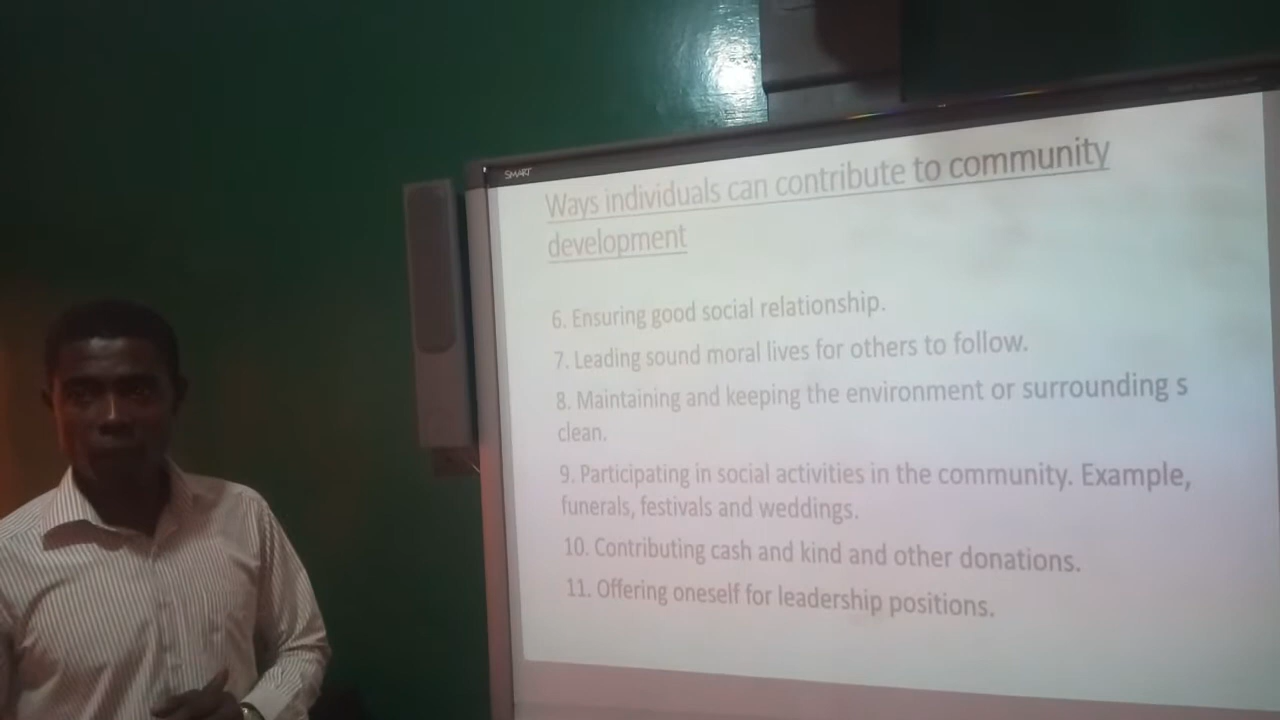 SMART
Ways individuals can contribute to community
development
6. Ensuring good social relationship.
7. Leading sound moral lives for others to follow.
8. Maintaining and keeping the environment or surrounding s
clean.
9. Participating in social activities in the community. Example,
funerals, festivals and weddings.
10. Contributing cash and kind and other donations.
11. Offering oneself for leadership positions.